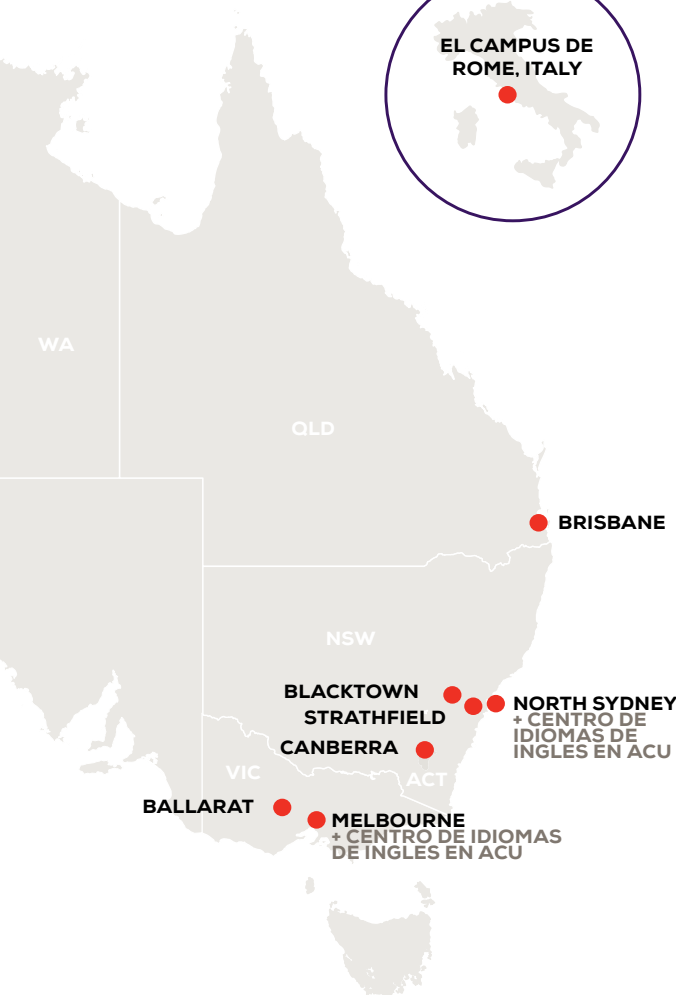 EL CAMPUS DE
ROME, ITALY
WA
QLD
BRISBANE
NSW
BLACKTOWN
STRATHFIELD
NORTH SYDNEY
+ CENTRO DE
IDIOMAS DE
INGLES EN ACU
CANBERRA
VIC
ACT
BALLARAT
MELBOURNE
+ CENTRO DE IDIOMAS
DE INGLES EN ACU